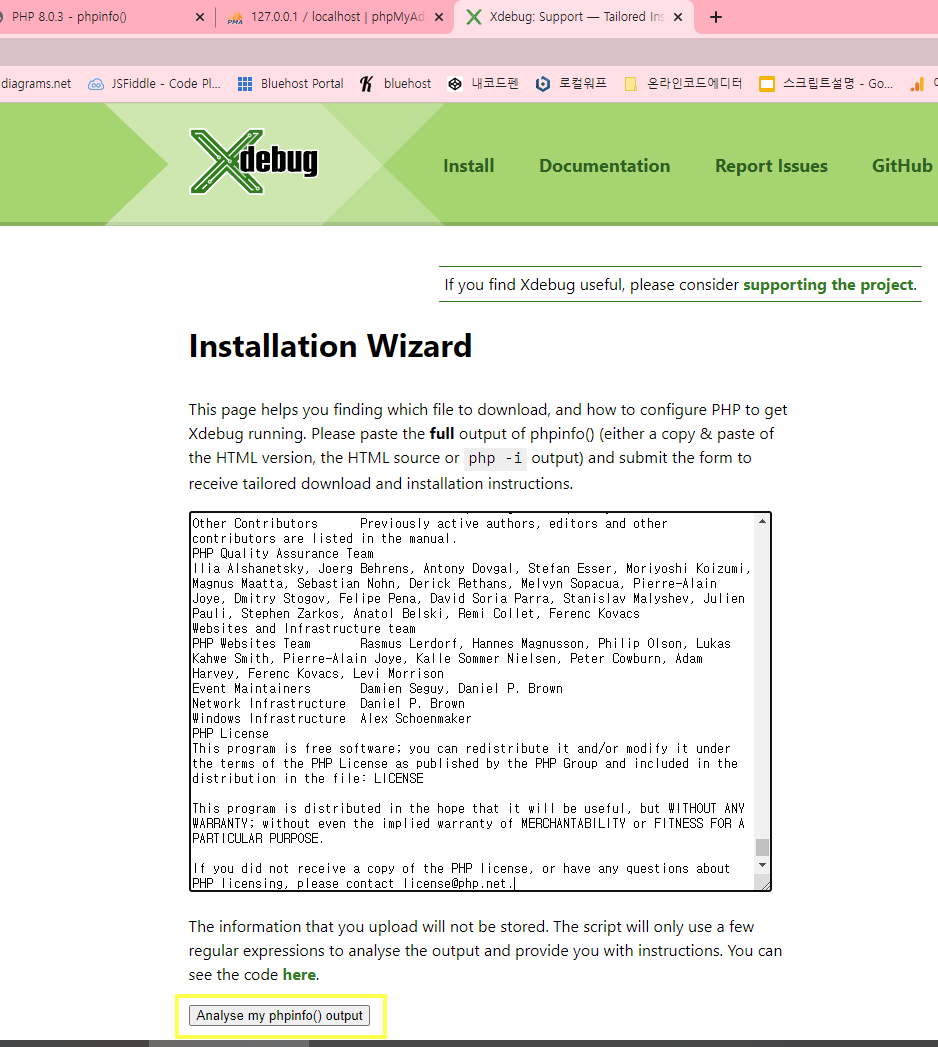 PHP 8.0.3 - phpinfo()
PMA 127.0.0.1 / localhost | phpMyAd
Xdebug: Support — Tailored Ins
diagrams.net
JSFiddle - Code Pl...
Bluehost Portal
bluehost
내코드펜
로컬워프
온라인코드에디터
스크립트설명 - Go...
Xdebug
Install
Documentation
Report Issues
GitHub
If you find Xdebug useful, please consider supporting the project.
Installation Wizard
This page helps you finding which file to download, and how to configure PHP to get
Xdebug running. Please paste the full output of phpinfo() (either a copy & paste of
the HTML version, the HTML source or php -i output) and submit the form to
receive tailored download and installation instructions.
Other Contributors Previously active authors, editors and other
contributors are listed in the manual.
PHP Quality Assurance Team
Ilia Alshanetsky, Joerg Behrens, Antony Dovgal, Stefan Esser, Moriyoshi Koizumi,
Magnus Maatta, Sebastian Nohn, Derick Rethans, Melvyn Sopacua, Pierre-Alain
Joye, Dmitry Stogov, Felipe Pena, David Soria Parra, Stanislav Malyshev, Julien
Pauli, Stephen Zarkos, Anatol Belski, Remi Collet, Ferenc Kovacs
Websites and Infrastructure team
PHP Websites Team Rasmus Lerdorf, Hannes Magnusson, Philip Olson, Lukas
Kahwe Smith, Pierre-Alain Joye, Kalle Sommer Nielsen, Peter Cowburn, Adam
Harvey, Ferenc Kovacs, Levi Morrison
Event Maintainers Damien Seguy, Daniel P. Brown
Network Infrastructure Daniel P. Brown
Windows Infrastructure Alex Schoenmaker
PHP License
This program is free software; you can redistribute it and/or modify it under
the terms of the PHP License as published by the PHP Group and included in the
distribution in the file: LICENSE
This program is distributed in the hope that it will be useful, but WITHOUT ANY
WARRANTY; without even the implied warranty of MERCHANTABILITY or FITNESS FOR A
PARTICULAR PURPOSE.
If you did not receive a copy of the PHP license, or have any questions about
PHP licensing, please contact license@php.net.
The information that you upload will not be stored. The script will only use a few
regular expressions to analyse the output and provide you with instructions. You can
see the code here.
Analyse my phpinfo() output